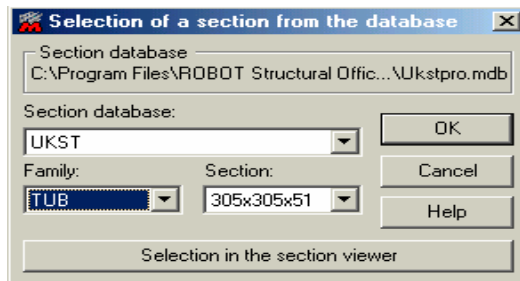 Selection of a section from the database
Section database
C:\Program Files\ROBOT Structural Offic...\Ukstpro.mdb
Section database:
UKST
OK
Family:
Section:
Cancel
TUB
305x305x51
Help
Selection in the section viewer